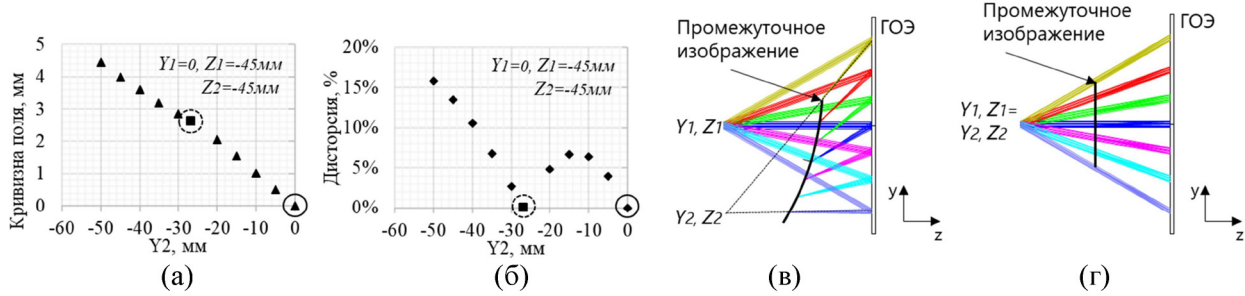 5
4
3
2
1
0
Кривизна поля, мм
Y1=0, Z1=-45мм
Z2=-45мм
-60 -50 -40 -30 -20 -10 0
Y2, мм
(а)
20%
15%
10%
5%
0%
Дисторсия, %
Y1=0, Z1=-45мм
Z2=-45мм
-60 -50 -40 -30 -20 -10 0
Y2, мм
(б)
Промежуточное
изображение
ГОЭ
Y1, Z1
Y2, Z2
y
z
(в)
Промежуточное
изображение
ГОЭ
Y1, Z1=
Y2, Z2
y
z
(г)